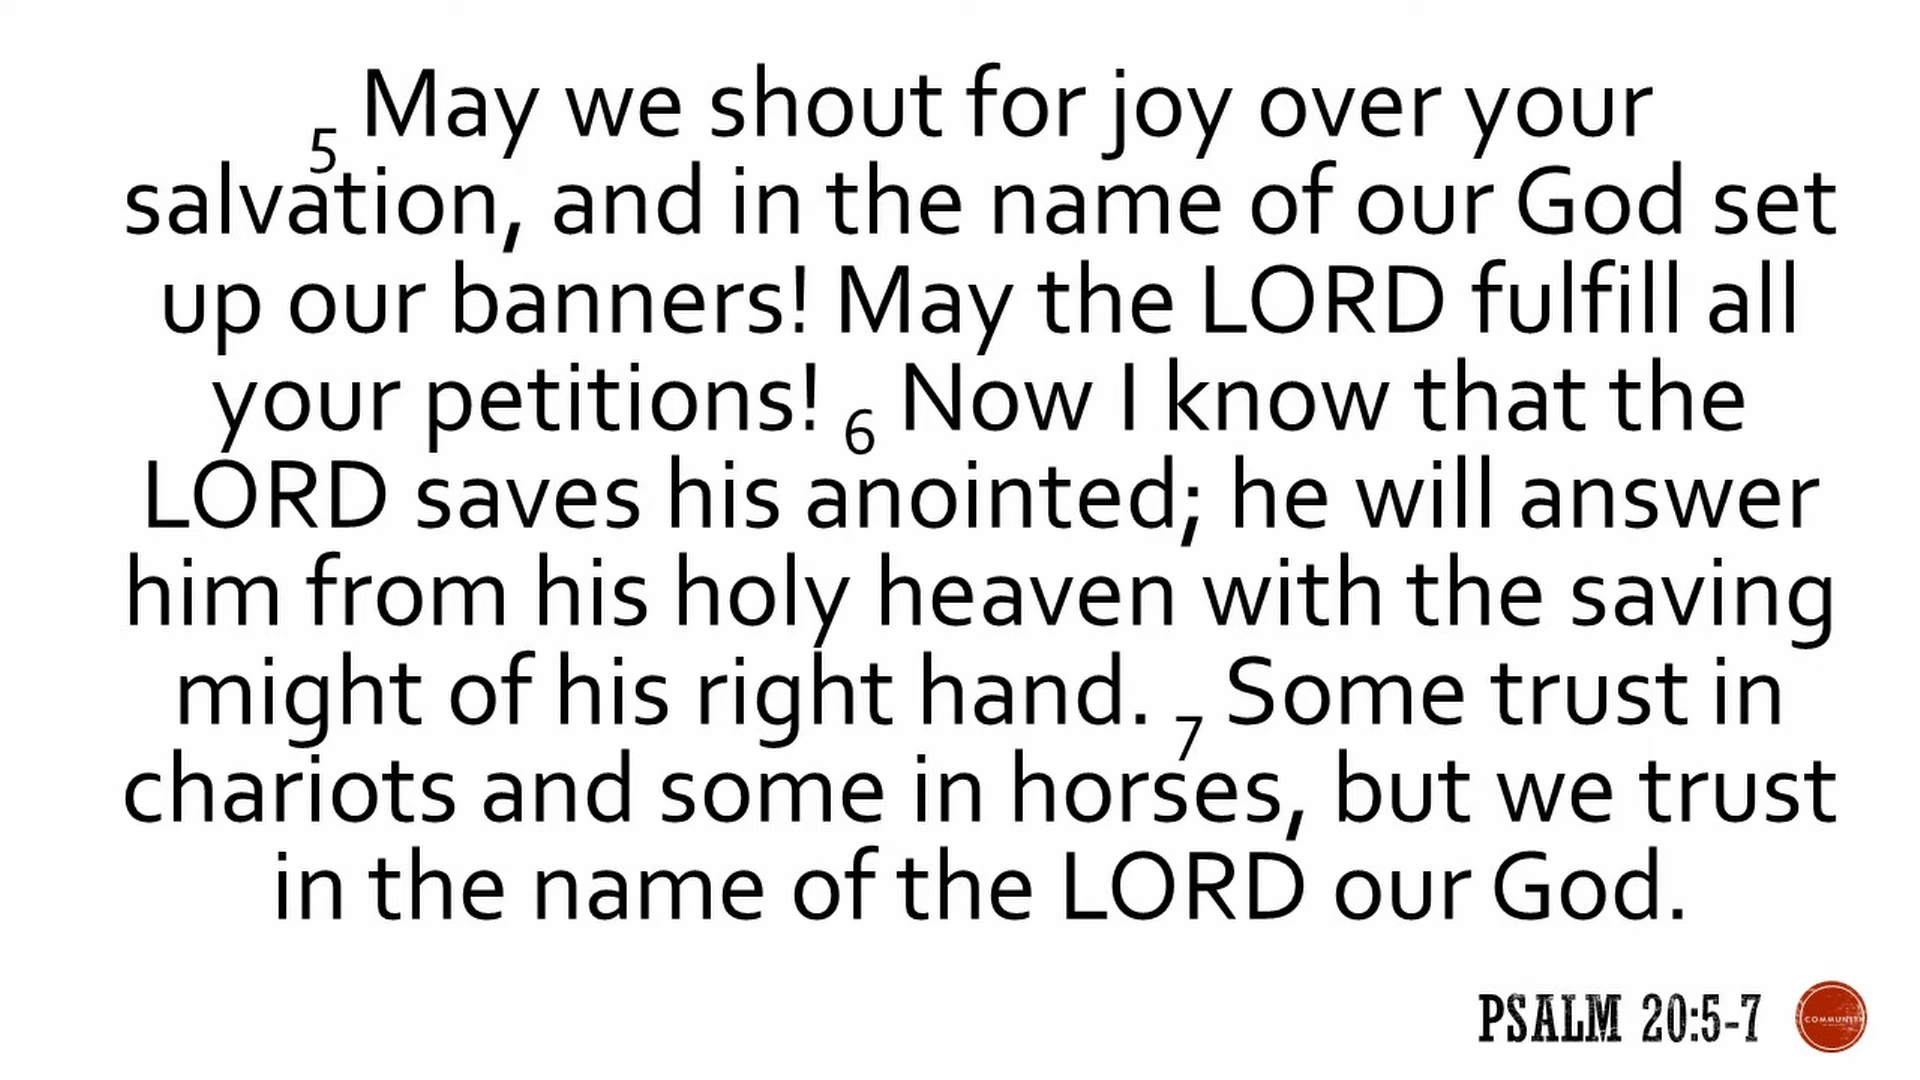 5 May we shout for joy over your
salvation, and in the name of our God set
up our banners! May the LORD fulfill all
your petitions! 6 Now I know that the
LORD saves his anointed; he will answer
him from his holy heaven with the saving
might of his right hand. 7 Some trust in
chariots and some in horses, but we trust
in the name of the LORD our God.
PSALM 20:5-7
COMMUNITY